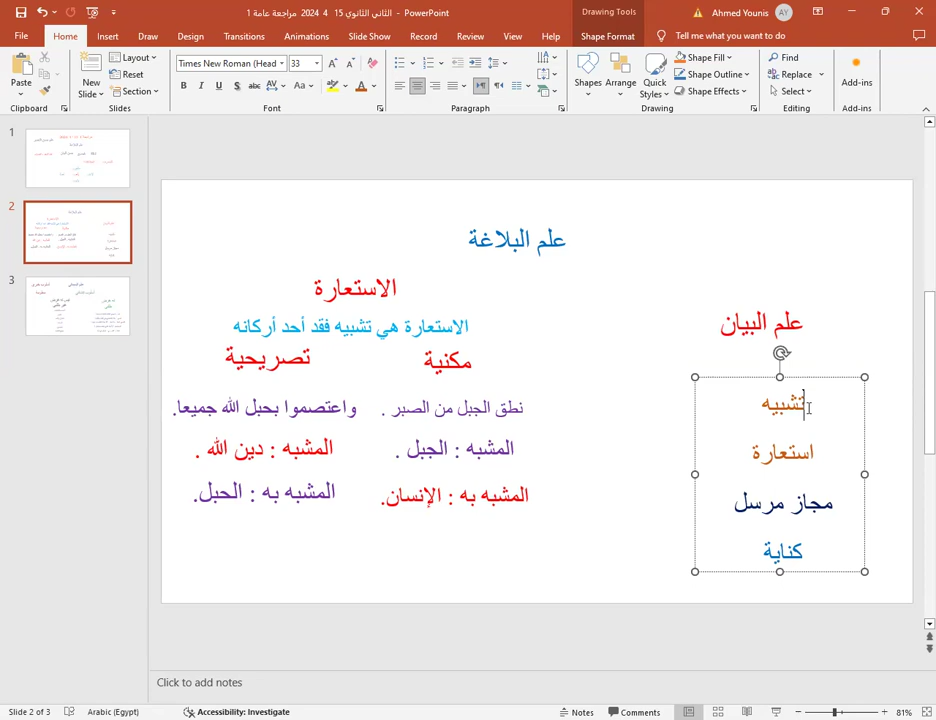 الثاني الثانوي 15 4 2024 مراجعة عامة 1 - PowerPoint
Drawing Tools
Ahmed Younis
AY
File
Home
Insert
Draw
Design
Transitions
Animations
Slide Show
Record
Review
View
Help
Shape Format
Tell me what you want to do
Paste
New Slide
Layout
Reset
Section
Times New Roman (Head
33
Shape Fill
Shape Outline
Shape Effects
Shapes
Arrange
Quick Styles
Find
Replace
Select
Add-ins
Clipboard
Slides
Font
Paragraph
Drawing
Editing
Add-ins
1
2
3
علم البلاغة
علم البيان
تشبيه
استعارة
مجاز مرسل
كناية
الاستعارة
الاستعارة هي تشبيه فقد أحد أركانه
مكنية
تصريحية
نطق الجبل من الصبر .
واعتصموا بحبل الله جميعا.
المشبه : الجبل .
المشبه : دين الله .
المشبه به : الإنسان.
المشبه به : الحبل.
Click to add notes
Slide 2 of 3
Arabic (Egypt)
Accessibility: Investigate
Notes
Comments
81%